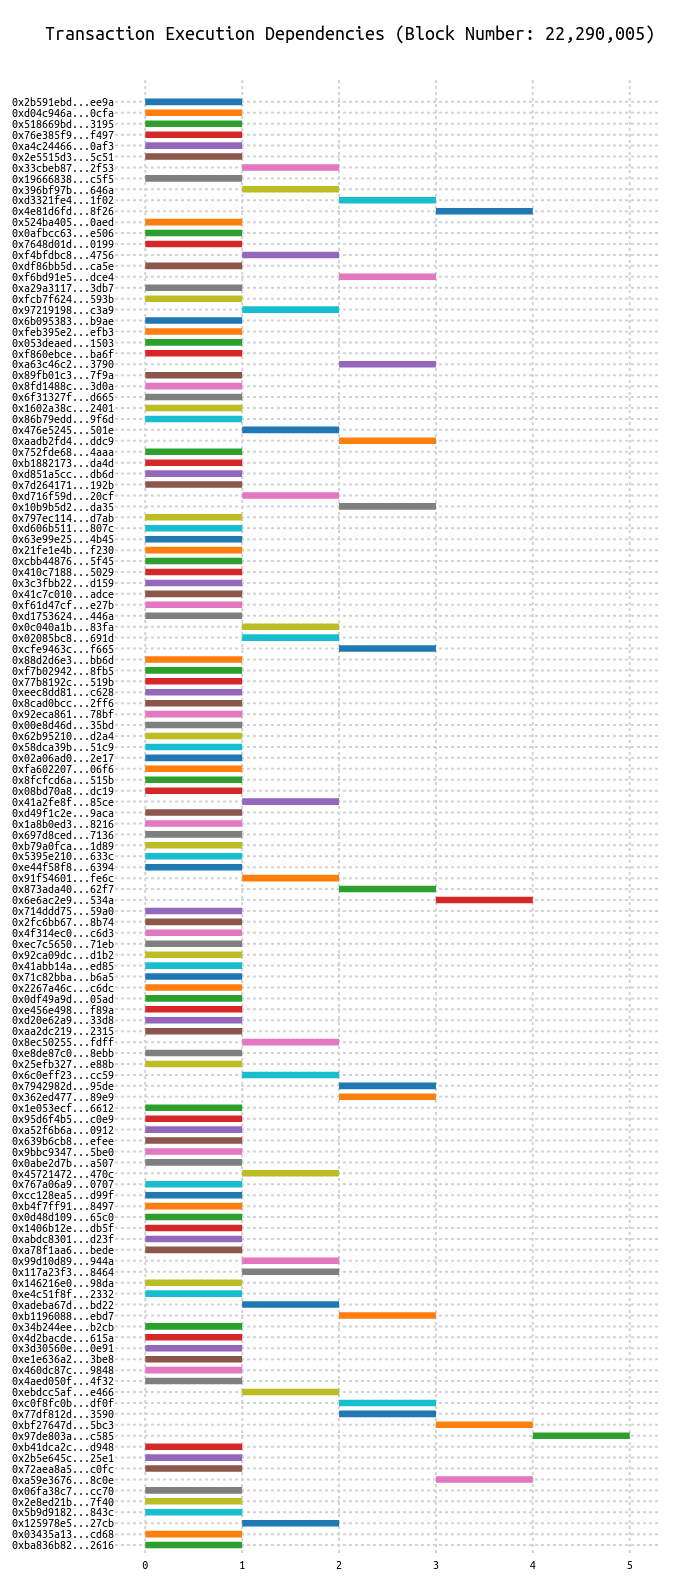 Transaction Execution Dependencies (Block Number: 22,290,005)
0x2b591ebd...ee9a
0xd04c946a...0cfa
0x518669bd...3195
0x76e385f9...f497
0xa4c24466...0af3
0x2e5515d3...5c51
0x33cbeb87...2f53
0x19666838...c5f5
0x396bf97b...646a
0xd3321fe4...1f02
0x4e81d6fd...8f26
0x524ba405...0aed
0x0afbcc63...e506
0x7648d01d...0199
0xf4bfdbc8...4756
0xdf86bb5d...ca5e
0xf6bd91e5...dce4
0xa29a3117...3db7
0xfcb7f624...593b
0x97219198...c3a9
0x6b095383...b9ae
0xfeb395e2...efb3
0x053deaed...1503
0xf860ebce...ba6f
0xa63c46c2...3790
0x89fb01c3...7f9a
0x8fd1488c...3d0a
0x6f31327f...d665
0x1602a38c...2401
0x86b79edd...9f6d
0x476e5245...501e
0xaadb2fd4...ddc9
0x752fde68...4aaa
0xb1882173...da4d
0xd851a5cc...db6d
0x7d264171...192b
0xd716f59d...20cf
0x10b9b5d2...da35
0x797ec114...d7ab
0xd606b511...807c
0x63e99e25...4b45
0x21fe1e4b...f230
0xcbb44876...5f45
0x410c7188...5029
0x3c3fbb22...d159
0x41c7c010...adce
0xf61d47cf...e27b
0xd1753624...446a
0x0c040a1b...83fa
0x02085bc8...691d
0xcfe9463c...f665
0x88d2d6e3...bb6d
0xf7b02942...8fb5
0x77b8192c...519b
0xeec8dd81...c628
0x8cad0bcc...2ff6
0x92eca861...78bf
0x00e8d46d...35bd
0x62b95210...d2a4
0x58dca39b...51c9
0x02a06ad0...2e17
0xfa602207...06f6
0x8fcfcd6a...515b
0x08bd70a8...dc19
0x41a2fe8f...85ce
0xd49f1c2e...9aca
0x1a8b0ed3...8216
0x697d8ced...7136
0xb79a0fca...1d89
0x5395e210...633c
0xe44f58f8...6394
0x91f54601...fe6c
0x873ada40...62f7
0x6e6ac2e9...534a
0x714ddd75...59a0
0x2fc6bb67...8b74
0x4f314ec0...c6d3
0xec7c5650...71eb
0x92ca09dc...d1b2
0x41abb14a...ed85
0x71c82bba...b6a5
0x2267a46c...c6dc
0x0df49a9d...05ad
0xe456e498...f89a
0xd20e62a9...33d8
0xaa2dc219...2315
0x8ec50255...fdff
0xe8de87c0...8ebb
0x25efb327...e88b
0x6c0eff23...cc59
0x7942982d...95de
0x362ed477...89e9
0x1e053ecf...6612
0x95d6f4b5...c0e9
0xa52f6b6a...0912
0x639b6cb8...efee
0x9bbc9347...5be0
0x0abe2d7b...a507
0x45721472...470c
0x767a06a9...0707
0xcc128ea5...d99f
0xb4f7ff91...8497
0x0d48d109...65c0
0x1406b12e...db5f
0xabdc8301...d23f
0xa78f1aa6...bede
0x99d10d89...944a
0x117a23f3...8464
0x146216e0...98da
0xe4c51f8f...2332
0xadeba67d...bd22
0xb1196088...ebd7
0x34b244ee...b2cb
0x4d2bacde...615a
0x3d30560e...0e91
0xe1e636a2...3be8
0x460dc87c...9848
0x4aed050f...4f32
0xebdcc5af...e466
0xc0f8fc0b...df0f
0x77df812d...3590
0xbf27647d...5bc3
0x97de803a...c585
0xb41dca2c...d948
0x2b5e645c...25e1
0x72aea8a5...c0fc
0xa59e3676...8c0e
0x06fa38c7...cc70
0x2e8ed21b...7f40
0x5b9d9182...843c
0x125978e5...27cb
0x03435a13...cd68
0xba836b82...2616
0 1 2 3 4 5